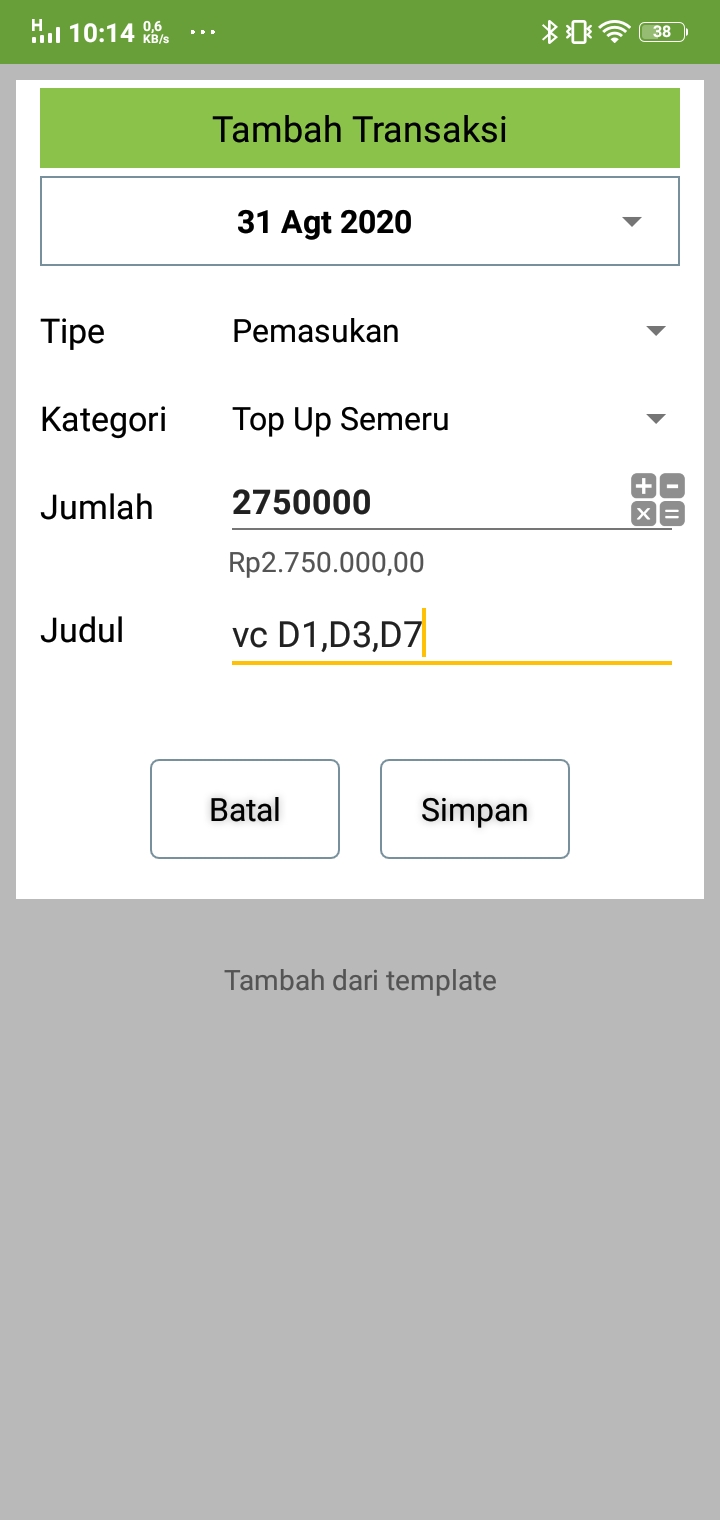 H 10:14 0,6 KB/s ... 38
Tambah Transaksi
31 Agt 2020
Tipe Pemasukan
Kategori Top Up Semeru
Jumlah 2750000
Rp2.750.000,00
Judul vc D1,D3,D7
Batal Simpan
Tambah dari template